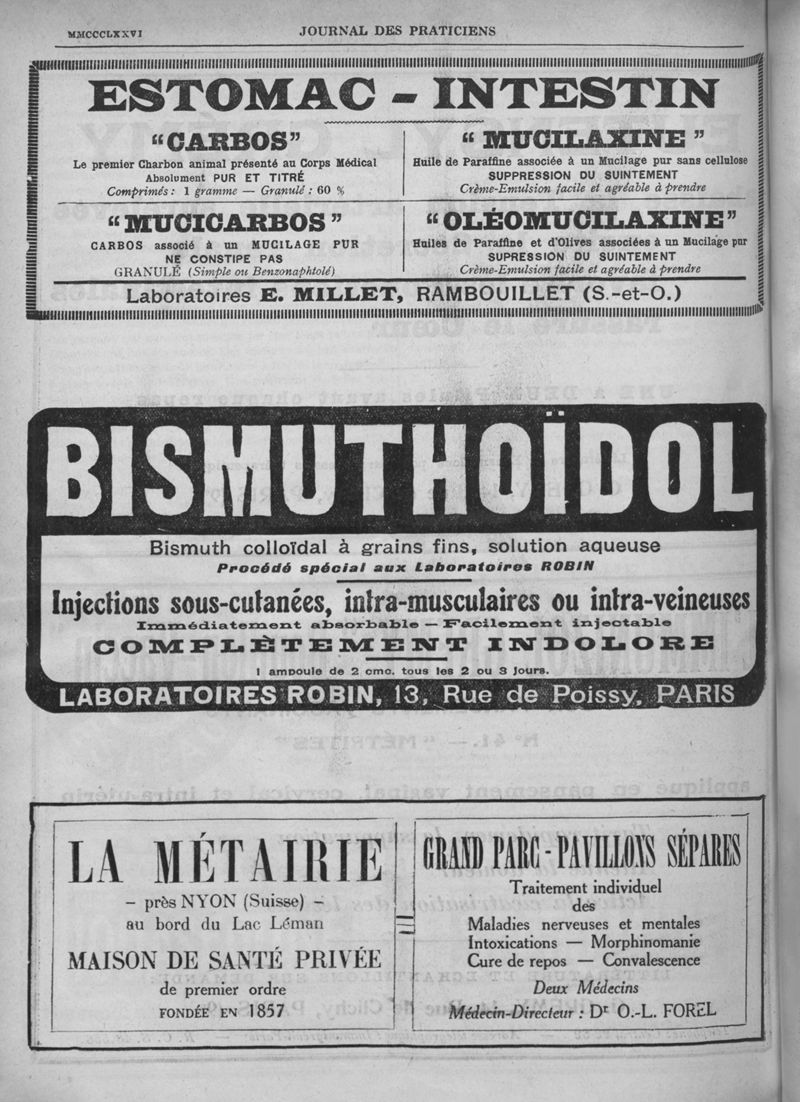 MMCCCLXXVI
JOURNAL DES PRATICIENS
ESTOMAC - INTESTIN
“CARBOS”
Le premier Charbon animal présenté au Corps Médical
Absolument PUR ET TITRÉ
Comprimés : 1 gramme — Granulé : 60 %
“ MUCILAXINE ”
Huile de Paraffine associée à un Mucilage pur sans cellulose
SUPPRESSION DU SUINTEMENT
Crème-Emulsion facile et agréable à prendre
“MUCICARBOS ”
CARBOS associé à un MUCILAGE PUR
NE CONSTIPE PAS
GRANULÉ (Simple ou Benzonaphtolé)
“OLÉOMUCILAXINE”
Huiles de Paraffine et d'Olives associées à un Mucilage pur
SUPRESSION DU SUINTEMENT
Crème-Emulsion facile et agréable à prendre
Laboratoires E. MILLET, RAMBOUILLET (S.-et-O.)
BISMUTHOÏDOL
Bismuth colloïdal à grains fins, solution aqueuse
Procédé spécial aux Laboratoires ROBIN
Injections sous-cutanées, intra-musculaires ou intra-veineuses
Immédiatement absorbable — Facilement injectable
COMPLÈTEMENT INDOLORE
1 ampoule de 2 cmc. tous les 2 ou 3 jours.
LABORATOIRES ROBIN, 13, Rue de Poissy, PARIS
LA MÉTAIRIE
– près NYON (Suisse) –
au bord du Lac Léman
MAISON DE SANTÉ PRIVÉE
de premier ordre
FONDÉE EN 1857
GRAND PARC - PAVILLONS SÉPARES
Traitement individuel
des
Maladies nerveuses et mentales
Intoxications — Morphinomanie
Cure de repos — Convalescence
Deux Médecins
Médecin-Directeur : Dr O.-L. FOREL